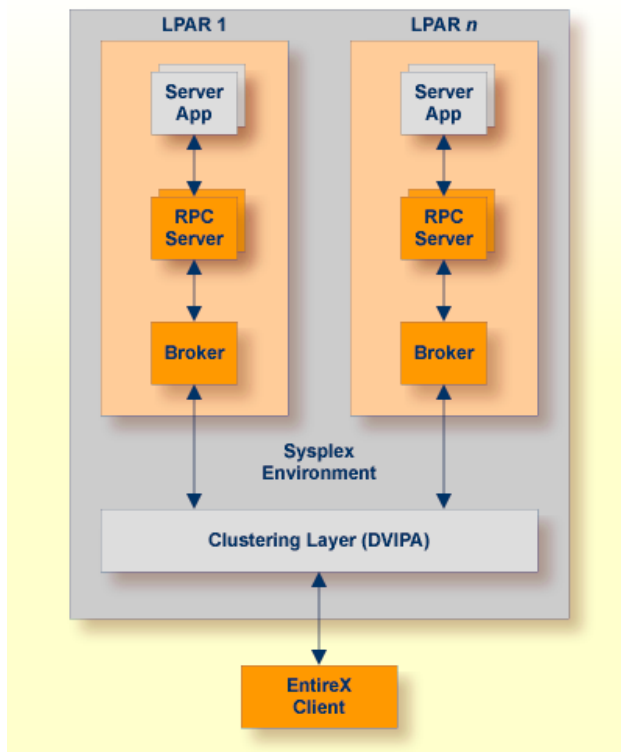 LPAR 1
LPAR n
Server
App
Server
App
RPC
Server
RPC
Server
Broker
Broker
Sysplex
Environment
Clustering Layer (DVIPA)
EntireX
Client